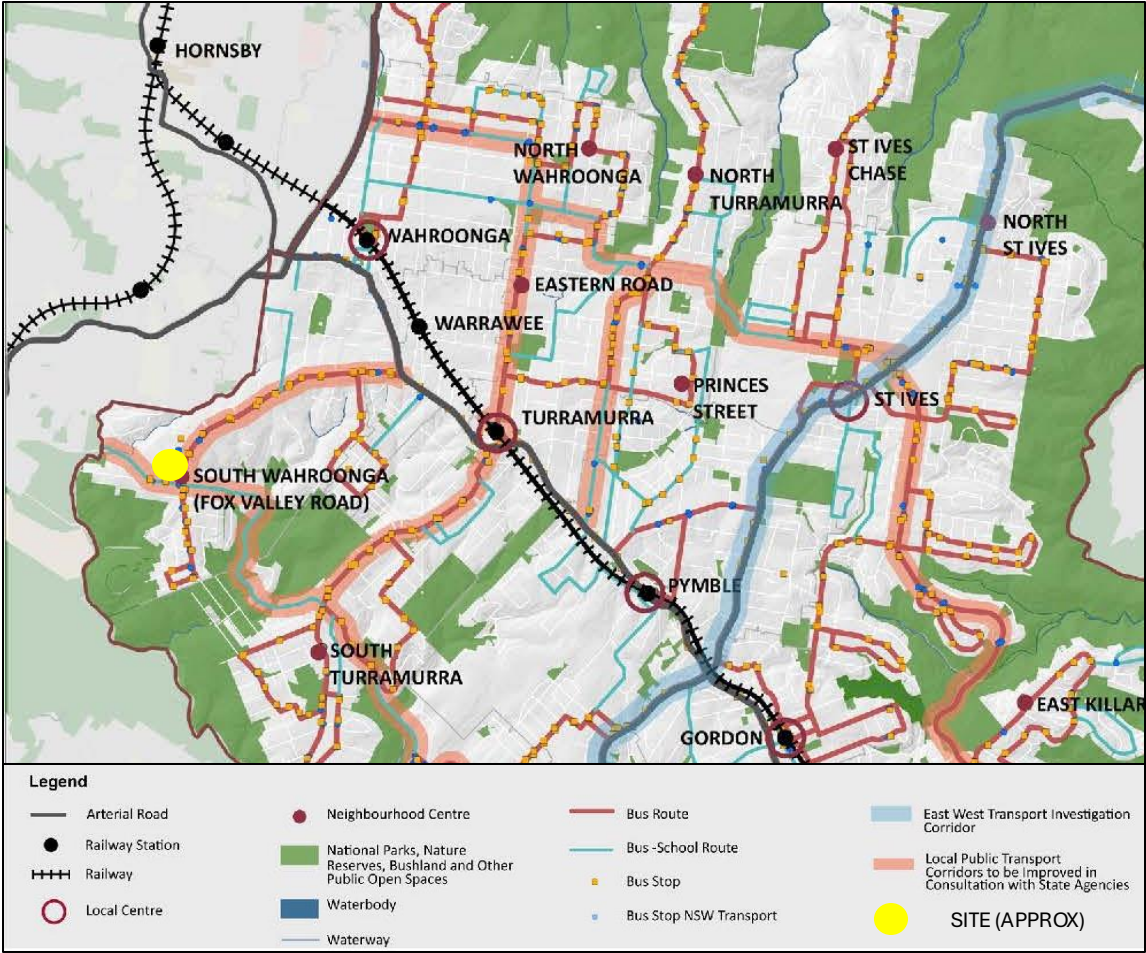 HORNSBY
NORTH
WAHROONGA
ST IVES
CHASE
NORTH
TURRAMURRA
NORTH
ST IVES
WAHROONGA
EASTERN ROAD
WARRAWEE
PRINCES
STREET
ST IVES
TURRAMURRA
SOUTH WAHROONGA
(FOX VALLEY ROAD)
PYMBLE
SOUTH
TURRAMURRA
EAST KILLAR
GORDON
Legend
Arterial Road
Railway Station
Railway
Local Centre
Neighbourhood Centre
National Parks, Nature
Reserves, Bushland and Other
Public Open Spaces
Waterbody
Waterway
Bus Route
Bus -School Route
Bus Stop
Bus Stop NSW Transport
East West Transport Investigation
Corridor
Local Public Transport
Corridors to be Improved in
Consultation with State Agencies
SITE (APPROX)